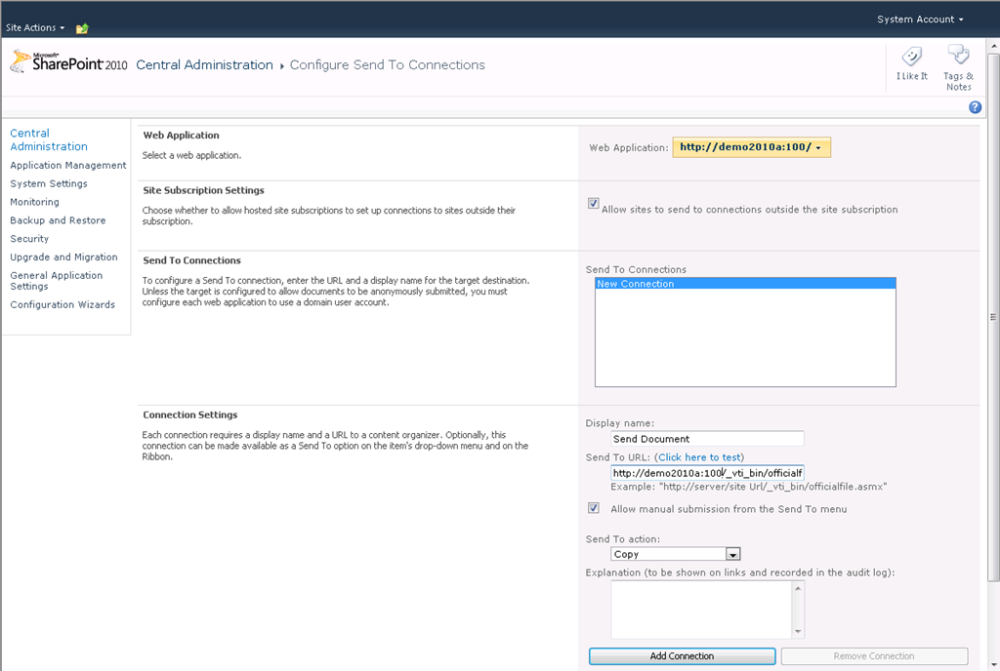 Site Actions
System Account
Microsoft
SharePoint 2010
Central Administration
Configure Send To Connections
I Like It
Tags & Notes
Central Administration
Application Management
System Settings
Monitoring
Backup and Restore
Security
Upgrade and Migration
General Application Settings
Configuration Wizards
Web Application
Select a web application.
Web Application: http://demo2010a:100/
Site Subscription Settings
Choose whether to allow hosted site subscriptions to set up connections to sites outside their
subscription.
Allow sites to send to connections outside the site subscription
Send To Connections
To configure a Send To connection, enter the URL and a display name for the target destination.
Unless the target is configured to allow documents to be anonymously submitted, you must
configure each web application to use a domain user account.
Send To Connections
New Connection
Connection Settings
Each connection requires a display name and a URL to a content organizer. Optionally, this
connection can be made available as a Send To option on the item's drop-down menu and on the
Ribbon.
Display name:
Send Document
Send To URL: (Click here to test)
http://demo2010a:100/_vti_bin/officialf
Example: "http://server/site Url/_vti_bin/officialfile.asmx"
Allow manual submission from the Send To menu
Send To action:
Copy
Explanation (to be shown on links and recorded in the audit log):
Add Connection
Remove Connection